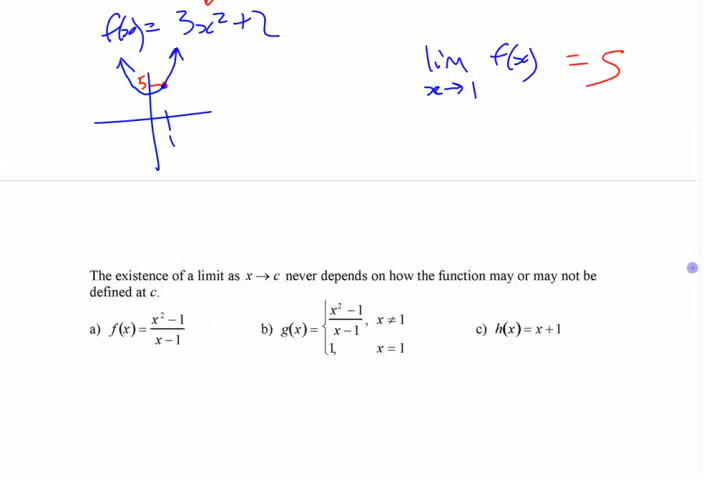 f(x) = 3x² + 2
5
1
lim f(x) = 5
x → 1
The existence of a limit as x → c never depends on how the function may or may not be
defined at c.
a) f(x) = (x² − 1)/(x − 1)
b) g(x) = { (x² − 1)/(x − 1), x ≠ 1
1, x = 1
c) h(x) = x + 1